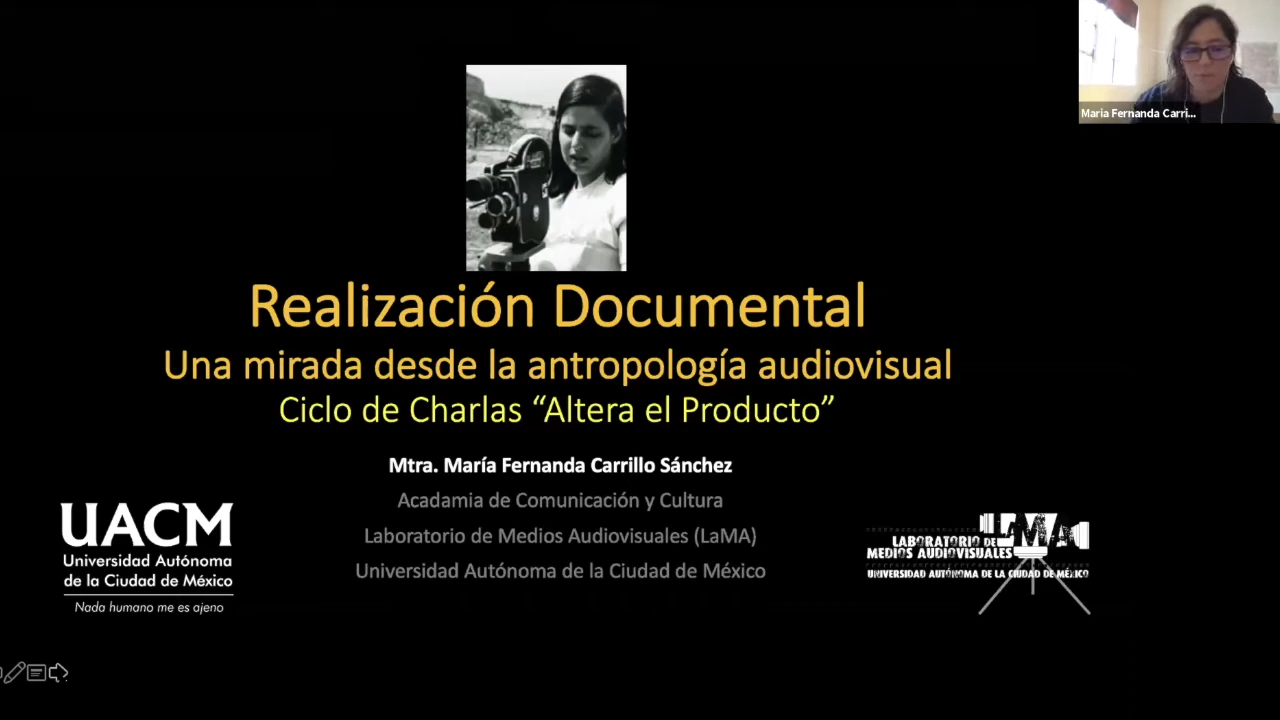 Maria Fernanda Carri...
Realización Documental
Una mirada desde la antropología audiovisual
Ciclo de Charlas “Altera el Producto”
Mtra. María Fernanda Carrillo Sánchez
Acadamia de Comunicación y Cultura
Laboratorio de Medios Audiovisuales (LaMA)
Universidad Autónoma de la Ciudad de México
UACM
Universidad Autónoma
de la Ciudad de México
Nada humano me es ajeno
LAMA
LABORATORIO DE
MEDIOS AUDIOVISUALES
UNIVERSIDAD AUTÓNOMA DE LA CIUDAD DE MÉXICO